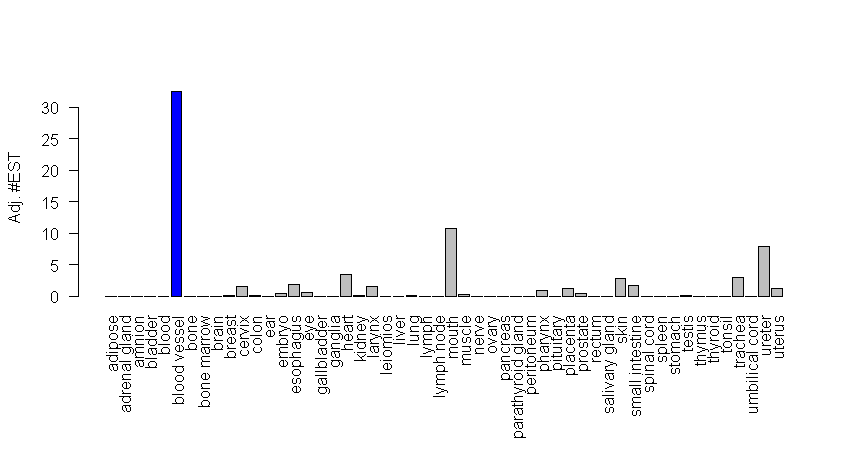 Adj. #EST
30
25
20
15
10
5
0
adipose
adrenal gland
amnion
bladder
blood
blood vessel
bone
bone marrow
brain
breast
cervix
colon
ear
embryo
esophagus
eye
gallbladder
ganglia
heart
kidney
larynx
leiomios
liver
lung
lymph
lymph node
mouth
muscle
nerve
ovary
pancreas
parathyroid gland
peritoneum
pharynx
pituitary
placenta
prostate
rectum
salivary gland
skin
small intestine
spinal cord
spleen
stomach
testis
thymus
thyroid
tonsil
trachea
umbilical cord
ureter
uterus